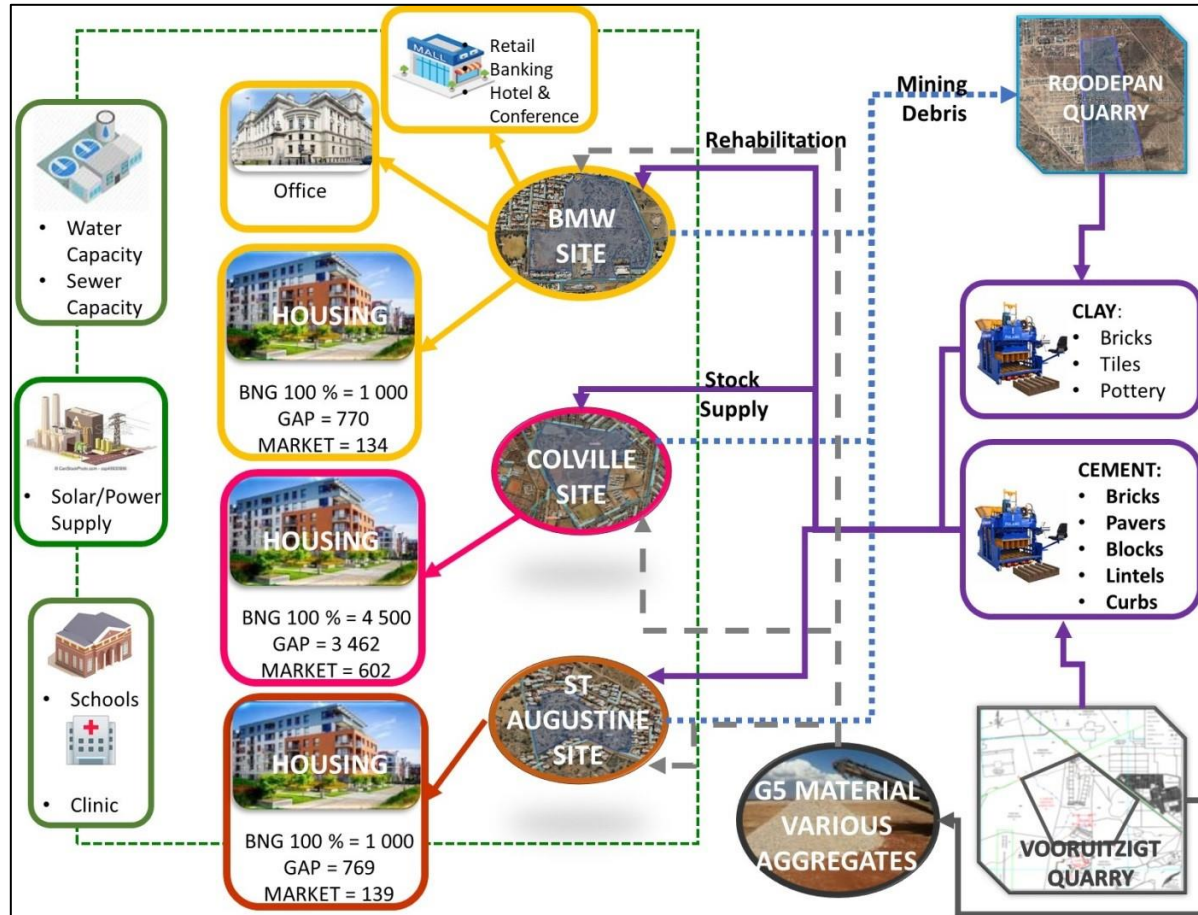 MALL
• Retail
Banking
Hotel &
Conference
Office
• Water
Capacity
• Sewer
Capacity
HOUSING
BNG 100 % = 1 000
GAP = 770
MARKET = 134
• Solar/Power
Supply
HOUSING
BNG 100 % = 4 500
GAP = 3 462
MARKET = 602
• Schools
• Clinic
HOUSING
BNG 100 % = 1 000
GAP = 769
MARKET = 139
Rehabilitation
BMW
SITE
Stock
Supply
COLVILLE
SITE
ST
AUGUSTINE
SITE
Mining
Debris
ROODEPAN
QUARRY
CLAY:
• Bricks
• Tiles
• Pottery
CEMENT:
• Bricks
• Pavers
• Blocks
• Lintels
• Curbs
G5 MATERIAL
VARIOUS
AGGREGATES
VOORUITZIGT
QUARRY